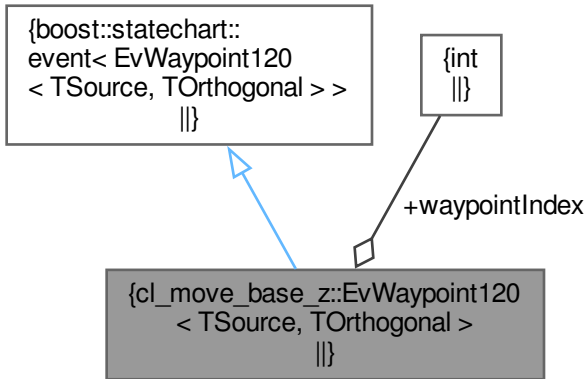 {boost::statechart::
event< EvWaypoint120
< TSource, TOrthogonal > >
||}
{int
||}
+waypointIndex
{cl_move_base_z::EvWaypoint120
< TSource, TOrthogonal >
||}